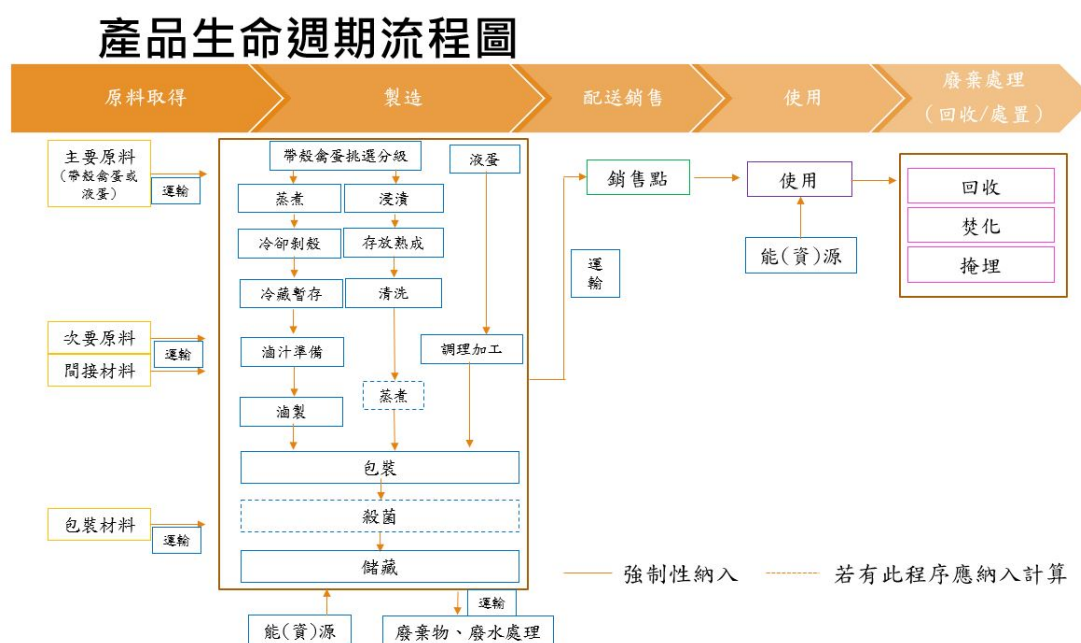 產品生命週期流程圖
原料取得
製造
配送銷售
使用
廢棄處理
(回收/處置)
主要原料
(帶殼禽蛋或
液蛋)
運輸
次要原料
運輸
間接材料
包裝材料
運輸
帶殼禽蛋挑選分級
液蛋
蒸煮
浸漬
冷卻剝殼
存放熟成
冷藏暫存
清洗
滷汁準備
調理加工
蒸煮
滷製
包裝
殺菌
儲藏
能(資)源
運輸
廢棄物、廢水處理
運
輸
銷售點
使用
能(資)源
回收
焚化
掩埋
強制性納入
若有此程序應納入計算